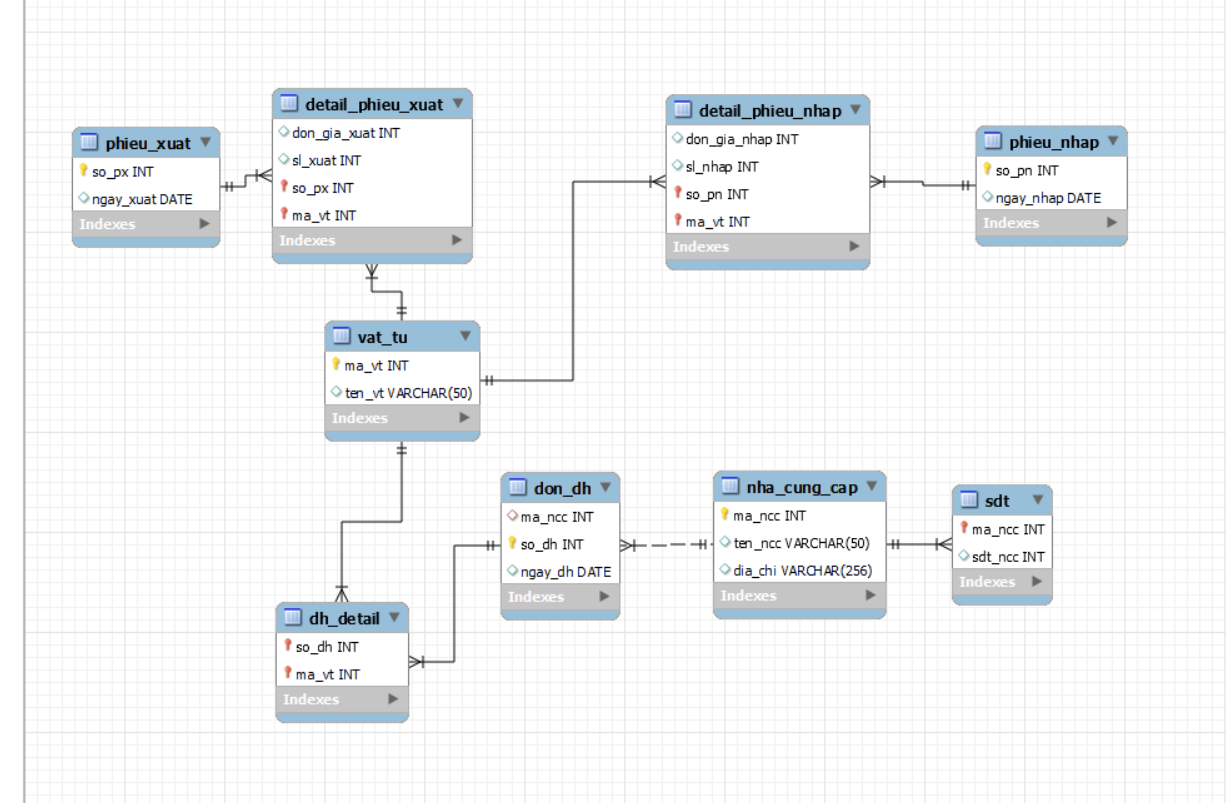 phieu_xuat
so_px INT
ngay_xuat DATE
Indexes
detail_phieu_xuat
don_gia_xuat INT
sl_xuat INT
so_px INT
ma_vt INT
Indexes
detail_phieu_nhap
don_gia_nhap INT
sl_nhap INT
so_pn INT
ma_vt INT
Indexes
phieu_nhap
so_pn INT
ngay_nhap DATE
Indexes
vat_tu
ma_vt INT
ten_vt VARCHAR(50)
Indexes
don_dh
ma_ncc INT
so_dh INT
ngay_dh DATE
Indexes
nha_cung_cap
ma_ncc INT
ten_ncc VARCHAR(50)
dia_chi VARCHAR(256)
Indexes
sdt
ma_ncc INT
sdt_ncc INT
Indexes
dh_detail
so_dh INT
ma_vt INT
Indexes